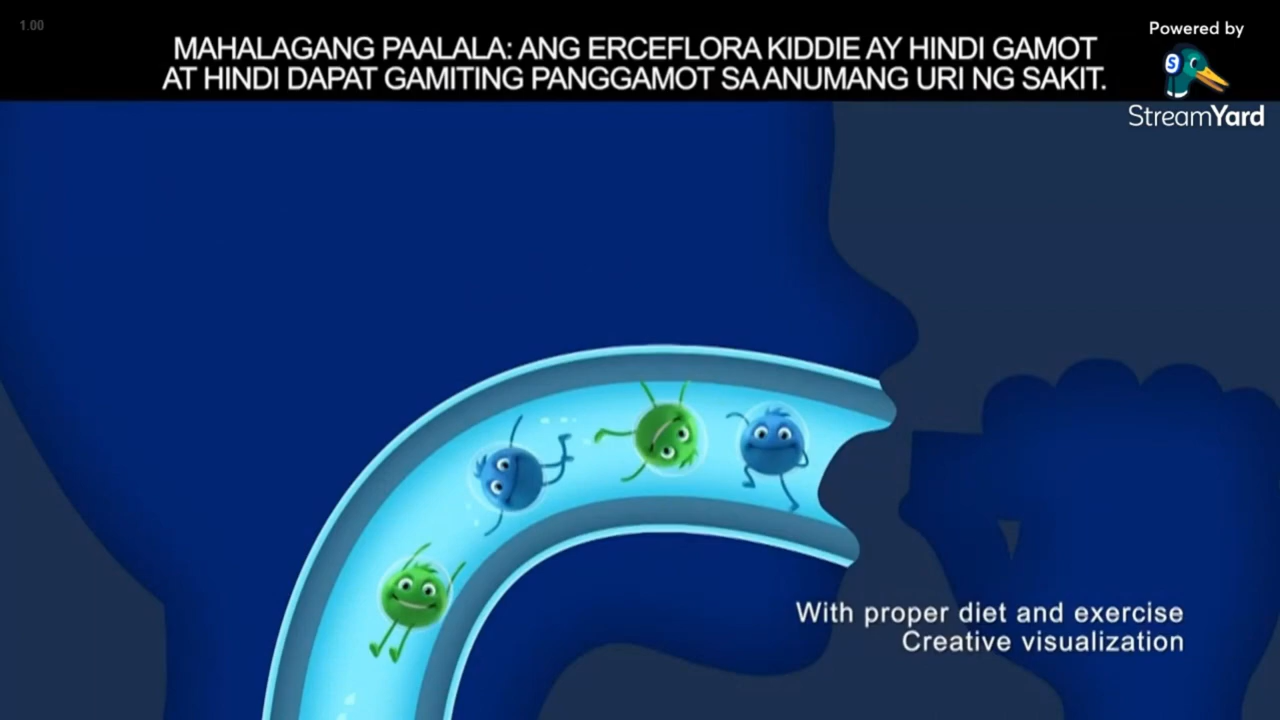 1.00
MAHALAGANG PAALALA: ANG ERCEFLORA KIDDIE AY HINDI GAMOT
AT HINDI DAPAT GAMITING PANGGAMOT SA ANUMANG URI NG SAKIT.
Powered by
S
StreamYard
With proper diet and exercise
Creative visualization